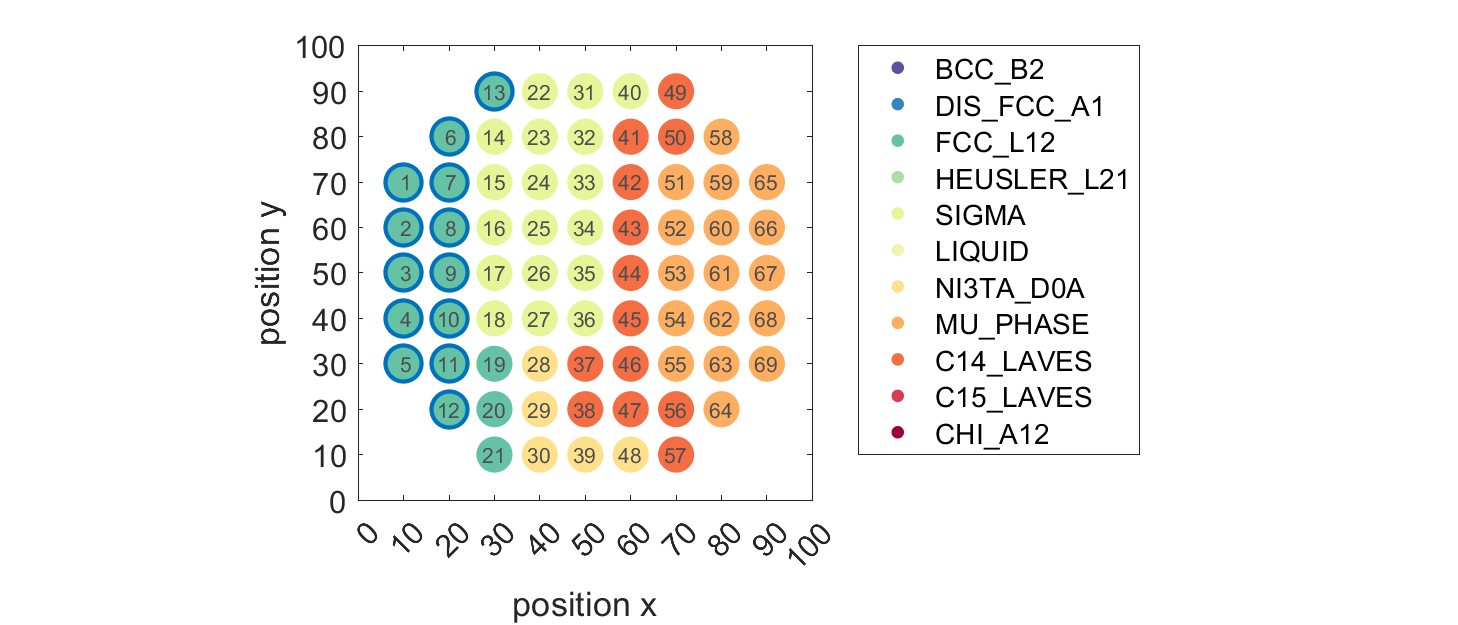 100
90 13 22 31 40 49
80 6 14 23 32 41 50 58
70 1 7 15 24 33 42 51 59 65
60 2 8 16 25 34 43 52 60 66
50 3 9 17 26 35 44 53 61 67
40 4 10 18 27 36 45 54 62 68
30 5 11 19 28 37 46 55 63 69
20 12 20 29 38 47 56 64
10 21 30 39 48 57
0
0 10 20 30 40 50 60 70 80 90 100
position x
position y
BCC_B2
DIS_FCC_A1
FCC_L12
HEUSLER_L21
SIGMA
LIQUID
NI3TA_D0A
MU_PHASE
C14_LAVES
C15_LAVES
CHI_A12